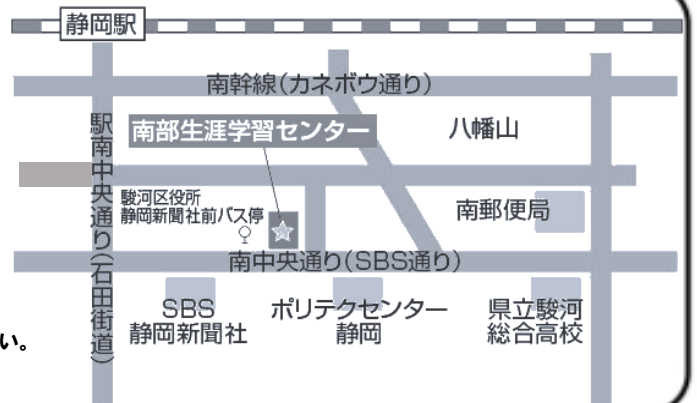 静岡駅
南幹線(カネボウ通り)
駅南中央通り(石田街道)
南部生涯学習センター
八幡山
駿河区役所
静岡新聞社前バス停
南郵便局
南中央通り(SBS通り)
SBS
静岡新聞社
ポリテクセンター
静岡
県立駿河
総合高校
い。